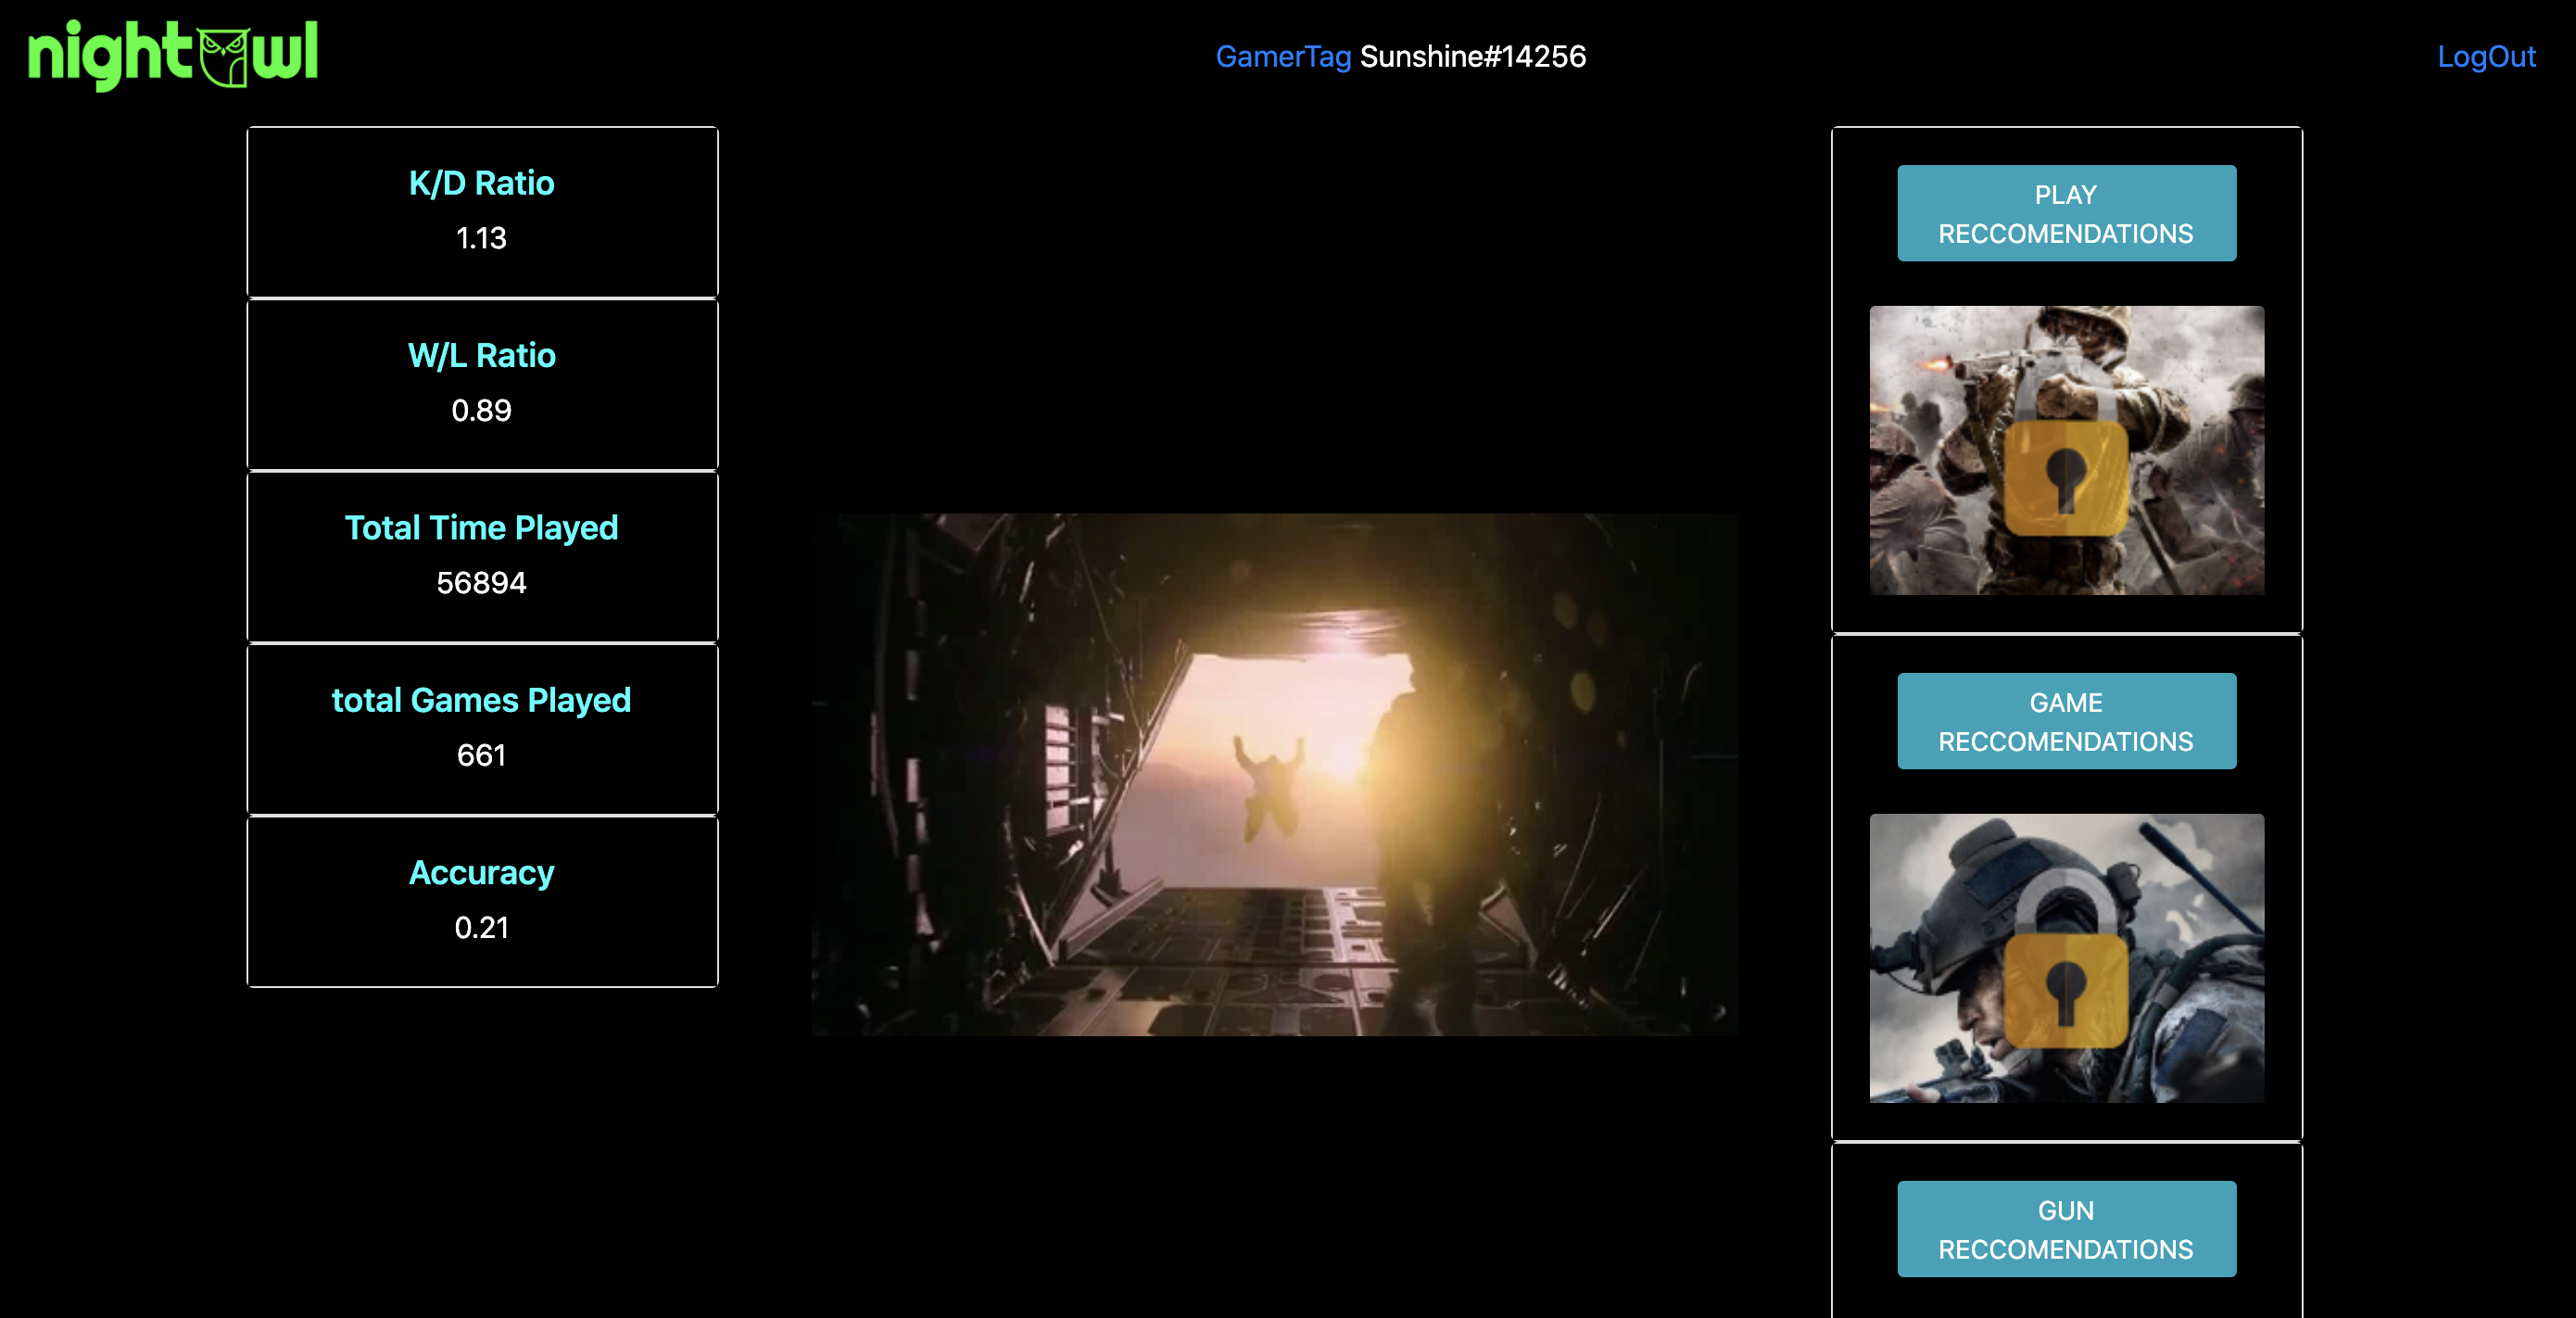 nightowl
GamerTag Sunshine#14256
LogOut
K/D Ratio
1.13
W/L Ratio
0.89
Total Time Played
56894
total Games Played
661
Accuracy
0.21
PLAY
RECCOMENDATIONS
GAME
RECCOMENDATIONS
GUN
RECCOMENDATIONS